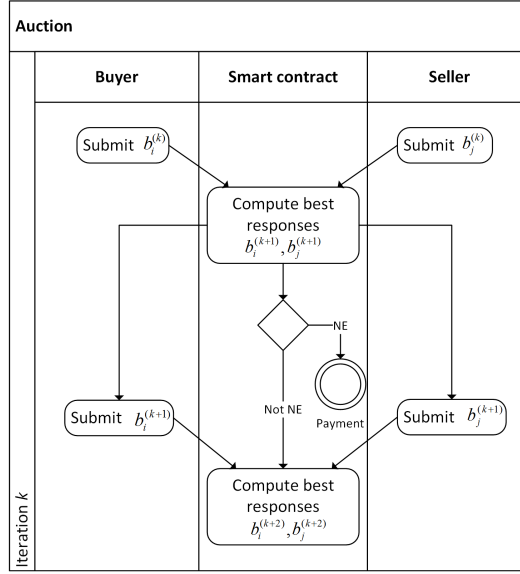 Auction
Buyer
Smart contract
Seller
Submit b_i^(k)
Submit b_j^(k)
Compute best
responses
b_i^(k+1), b_j^(k+1)
NE
Payment
Not NE
Submit b_i^(k+1)
Submit b_j^(k+1)
Compute best
responses
b_i^(k+2), b_j^(k+2)
Iteration k